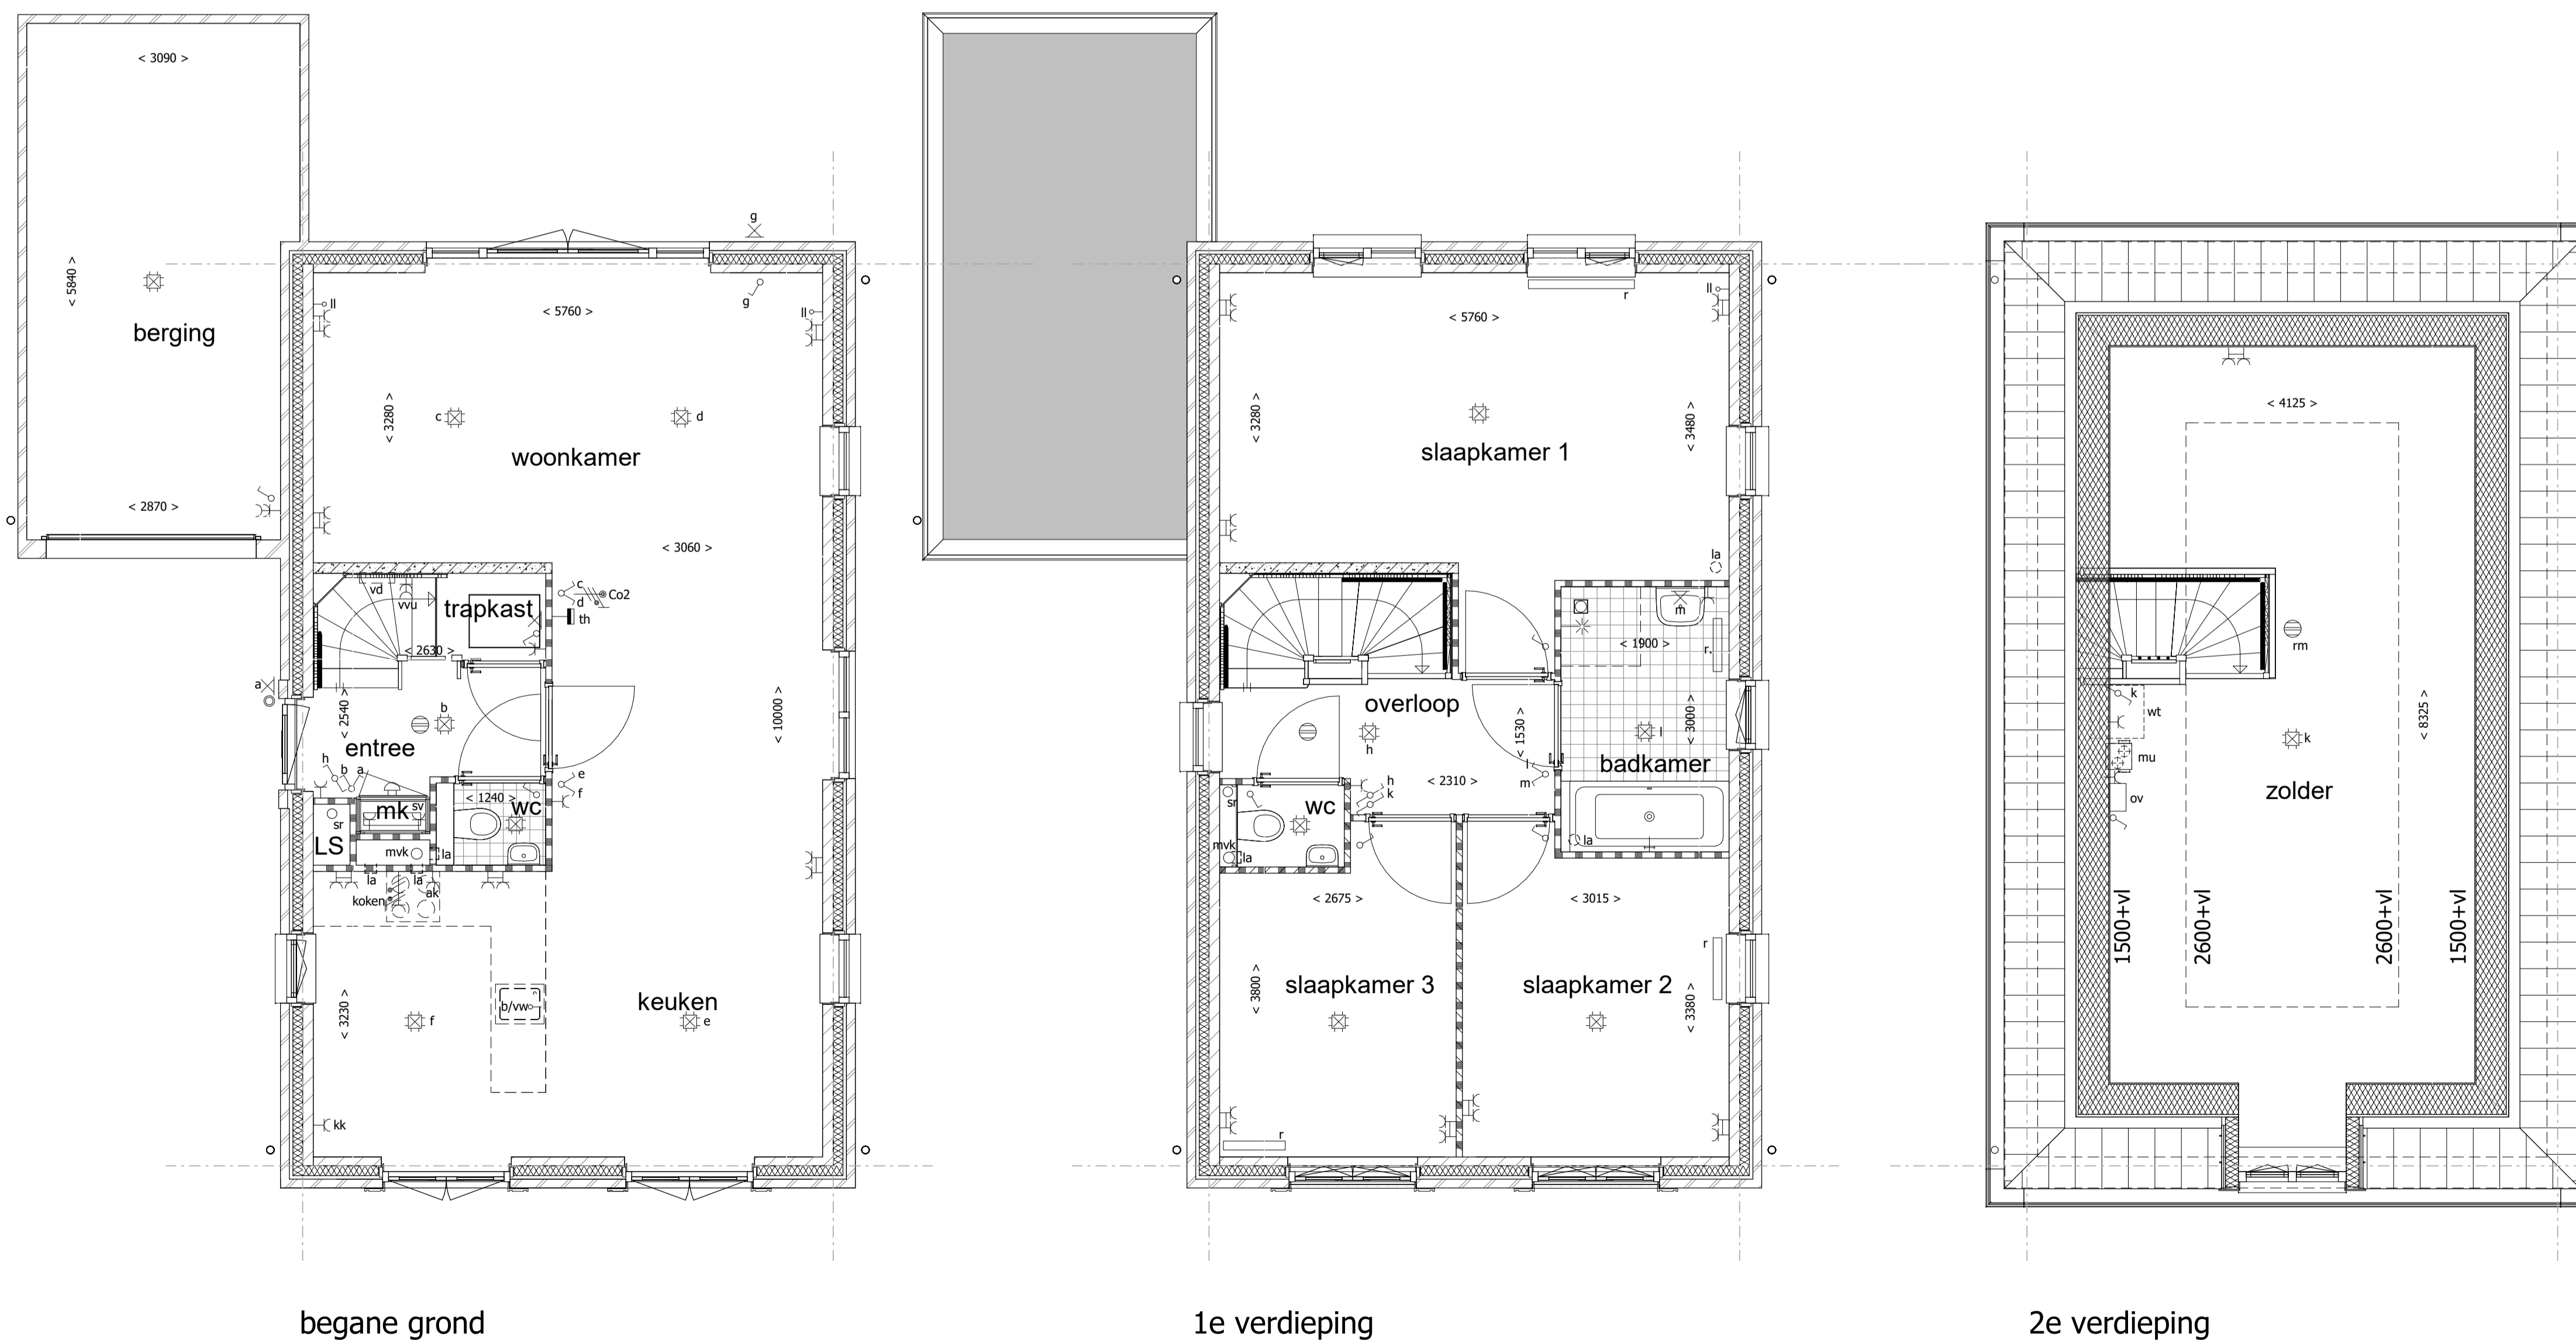 < 3090 >
< 5840 >
berging
< 2870 >
g
g
ll
ll
< 5760 >
< 3280 >
c
d
woonkamer
< 3060 >
vd
vvu
trapkast
c
d
Co2
th
< 2630 >
a
< 2540 >
b
entree
h
b
a
< 10000 >
e
f
mk
sv
< 1240 >
wc
sr
LS
mvk
la
la
la
ak
koken
< 3230 >
f
b/vw
keuken
e
kk
begane grond
r
ll
< 5760 >
< 3280 >
< 3480 >
slaapkamer 1
la
m
< 1900 >
r.
overloop
h
< 1530 >
l
< 3000 >
badkamer
l
m
< 2310 >
h
k
sr
wc
mvk
la
la
< 2675 >
< 3015 >
r
< 3800 >
slaapkamer 3
slaapkamer 2
< 3380 >
r
1e verdieping
< 4125 >
rm
k
wt
< 8325 >
k
mu
ov
zolder
1500+vl
2600+vl
2600+vl
1500+vl
2e verdieping